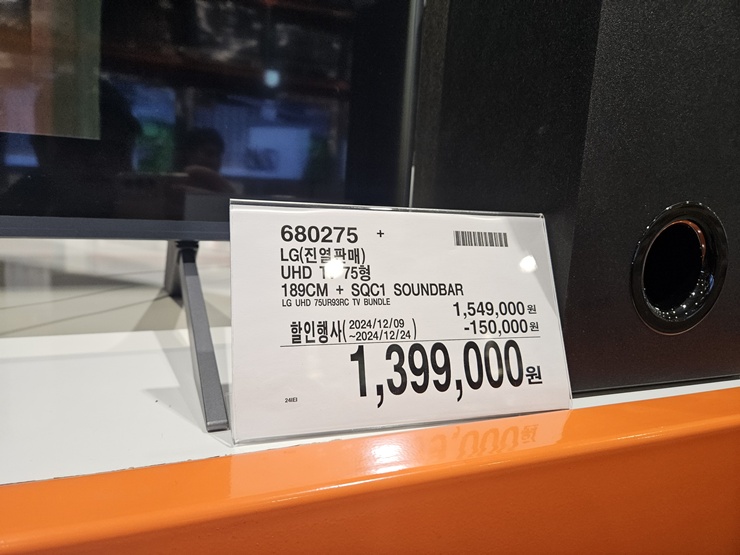 680275 +
LG(진열판매)
UHD TV 75형
189CM + SQC1 SOUNDBAR
LG UHD 75UR93RC TV BUNDLE
1,549,000원
할인행사(2024/12/09 ~2024/12/24) -150,000원
1,399,000원